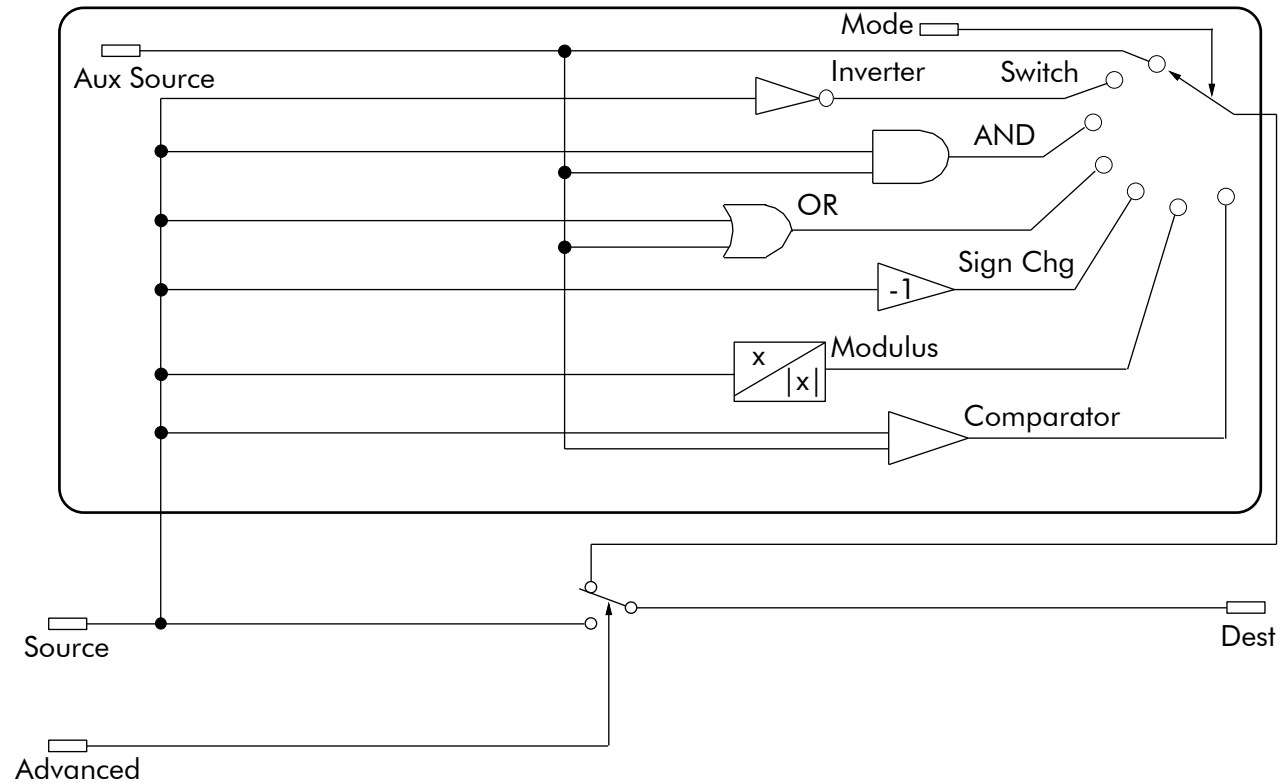 Mode
Aux Source
Inverter
Switch
AND
OR
Sign Chg
-1
Modulus
x
|x|
Comparator
Source
Dest
Advanced